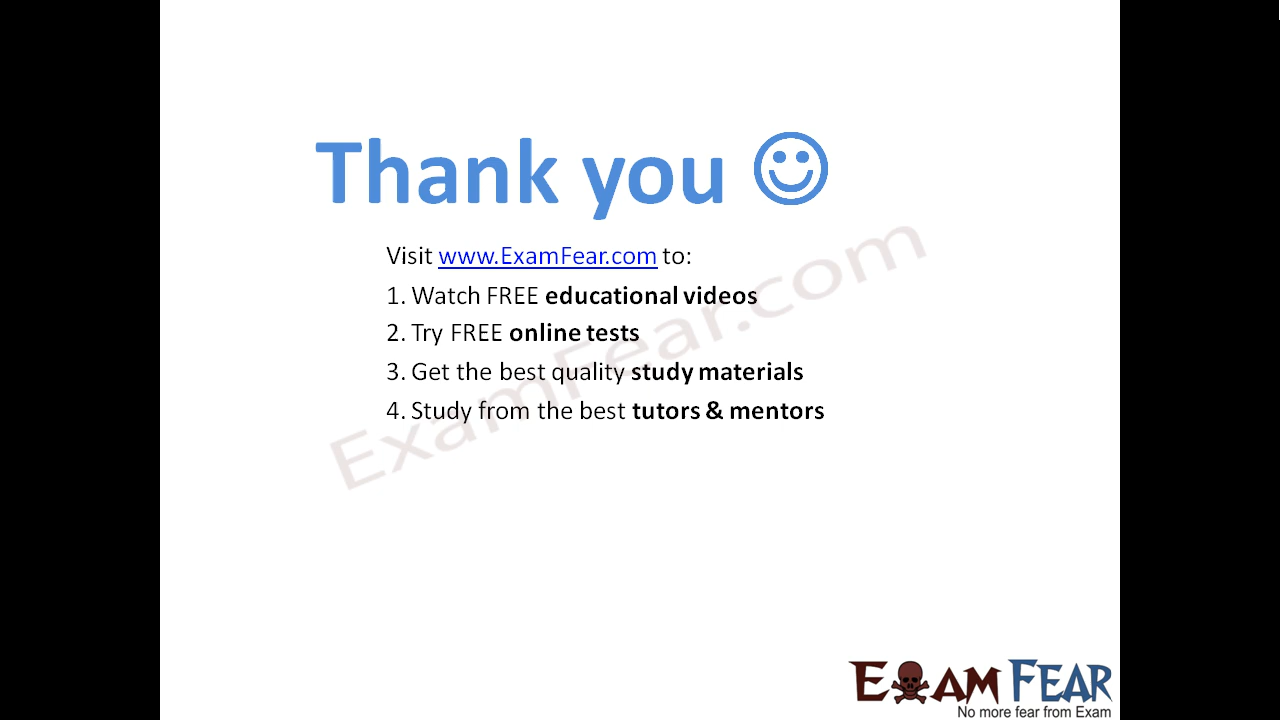 Thank you
Visit www.ExamFear.com to:
1. Watch FREE educational videos
2. Try FREE online tests
3. Get the best quality study materials
4. Study from the best tutors & mentors
ExamFear.com
EXAM FEAR
No more fear from Exam